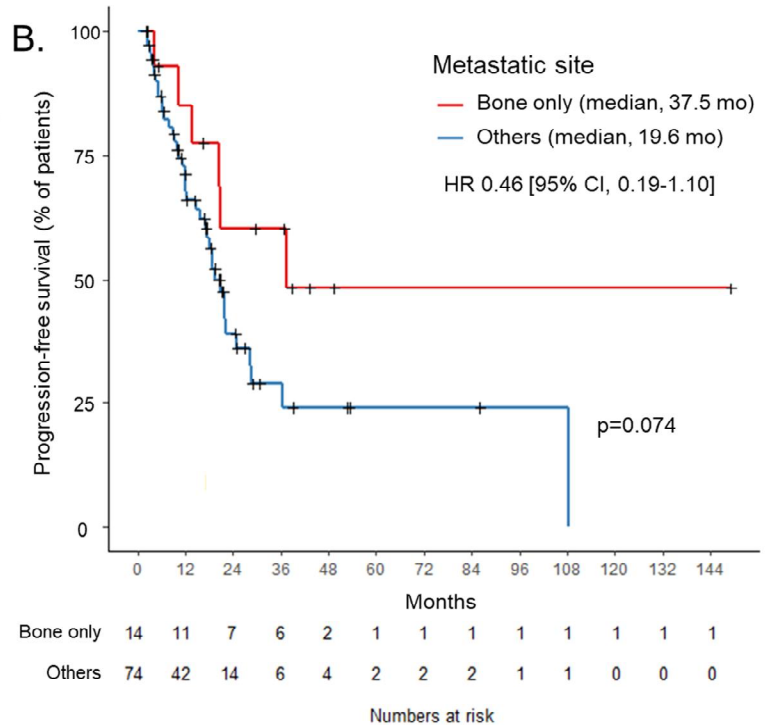 B.
Metastatic site
Bone only (median, 37.5 mo)
Others (median, 19.6 mo)
HR 0.46 [95% CI, 0.19-1.10]
Progression-free survival (% of patients)
100
75
50
25
0
p=0.074
0 12 24 36 48 60 72 84 96 108 120 132 144
Months
Bone only 14 11 7 6 2 1 1 1 1 1 1 1 1
Others 74 42 14 6 4 2 2 2 1 1 0 0 0
Numbers at risk